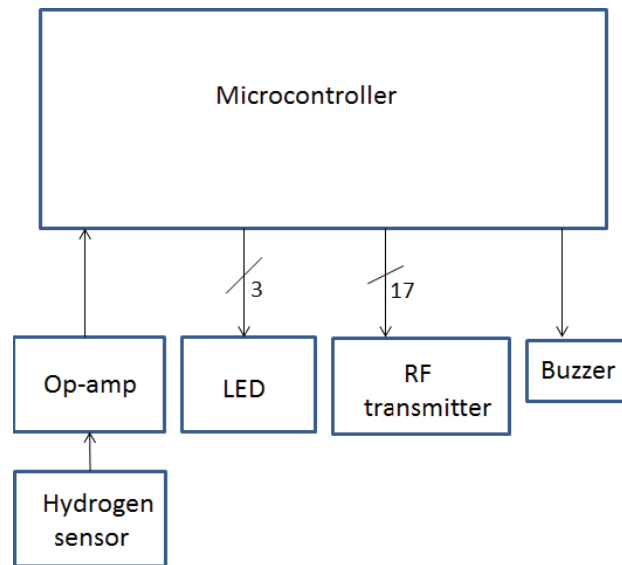 Microcontroller
3
17
Op-amp
LED
RF
transmitter
Buzzer
Hydrogen
sensor